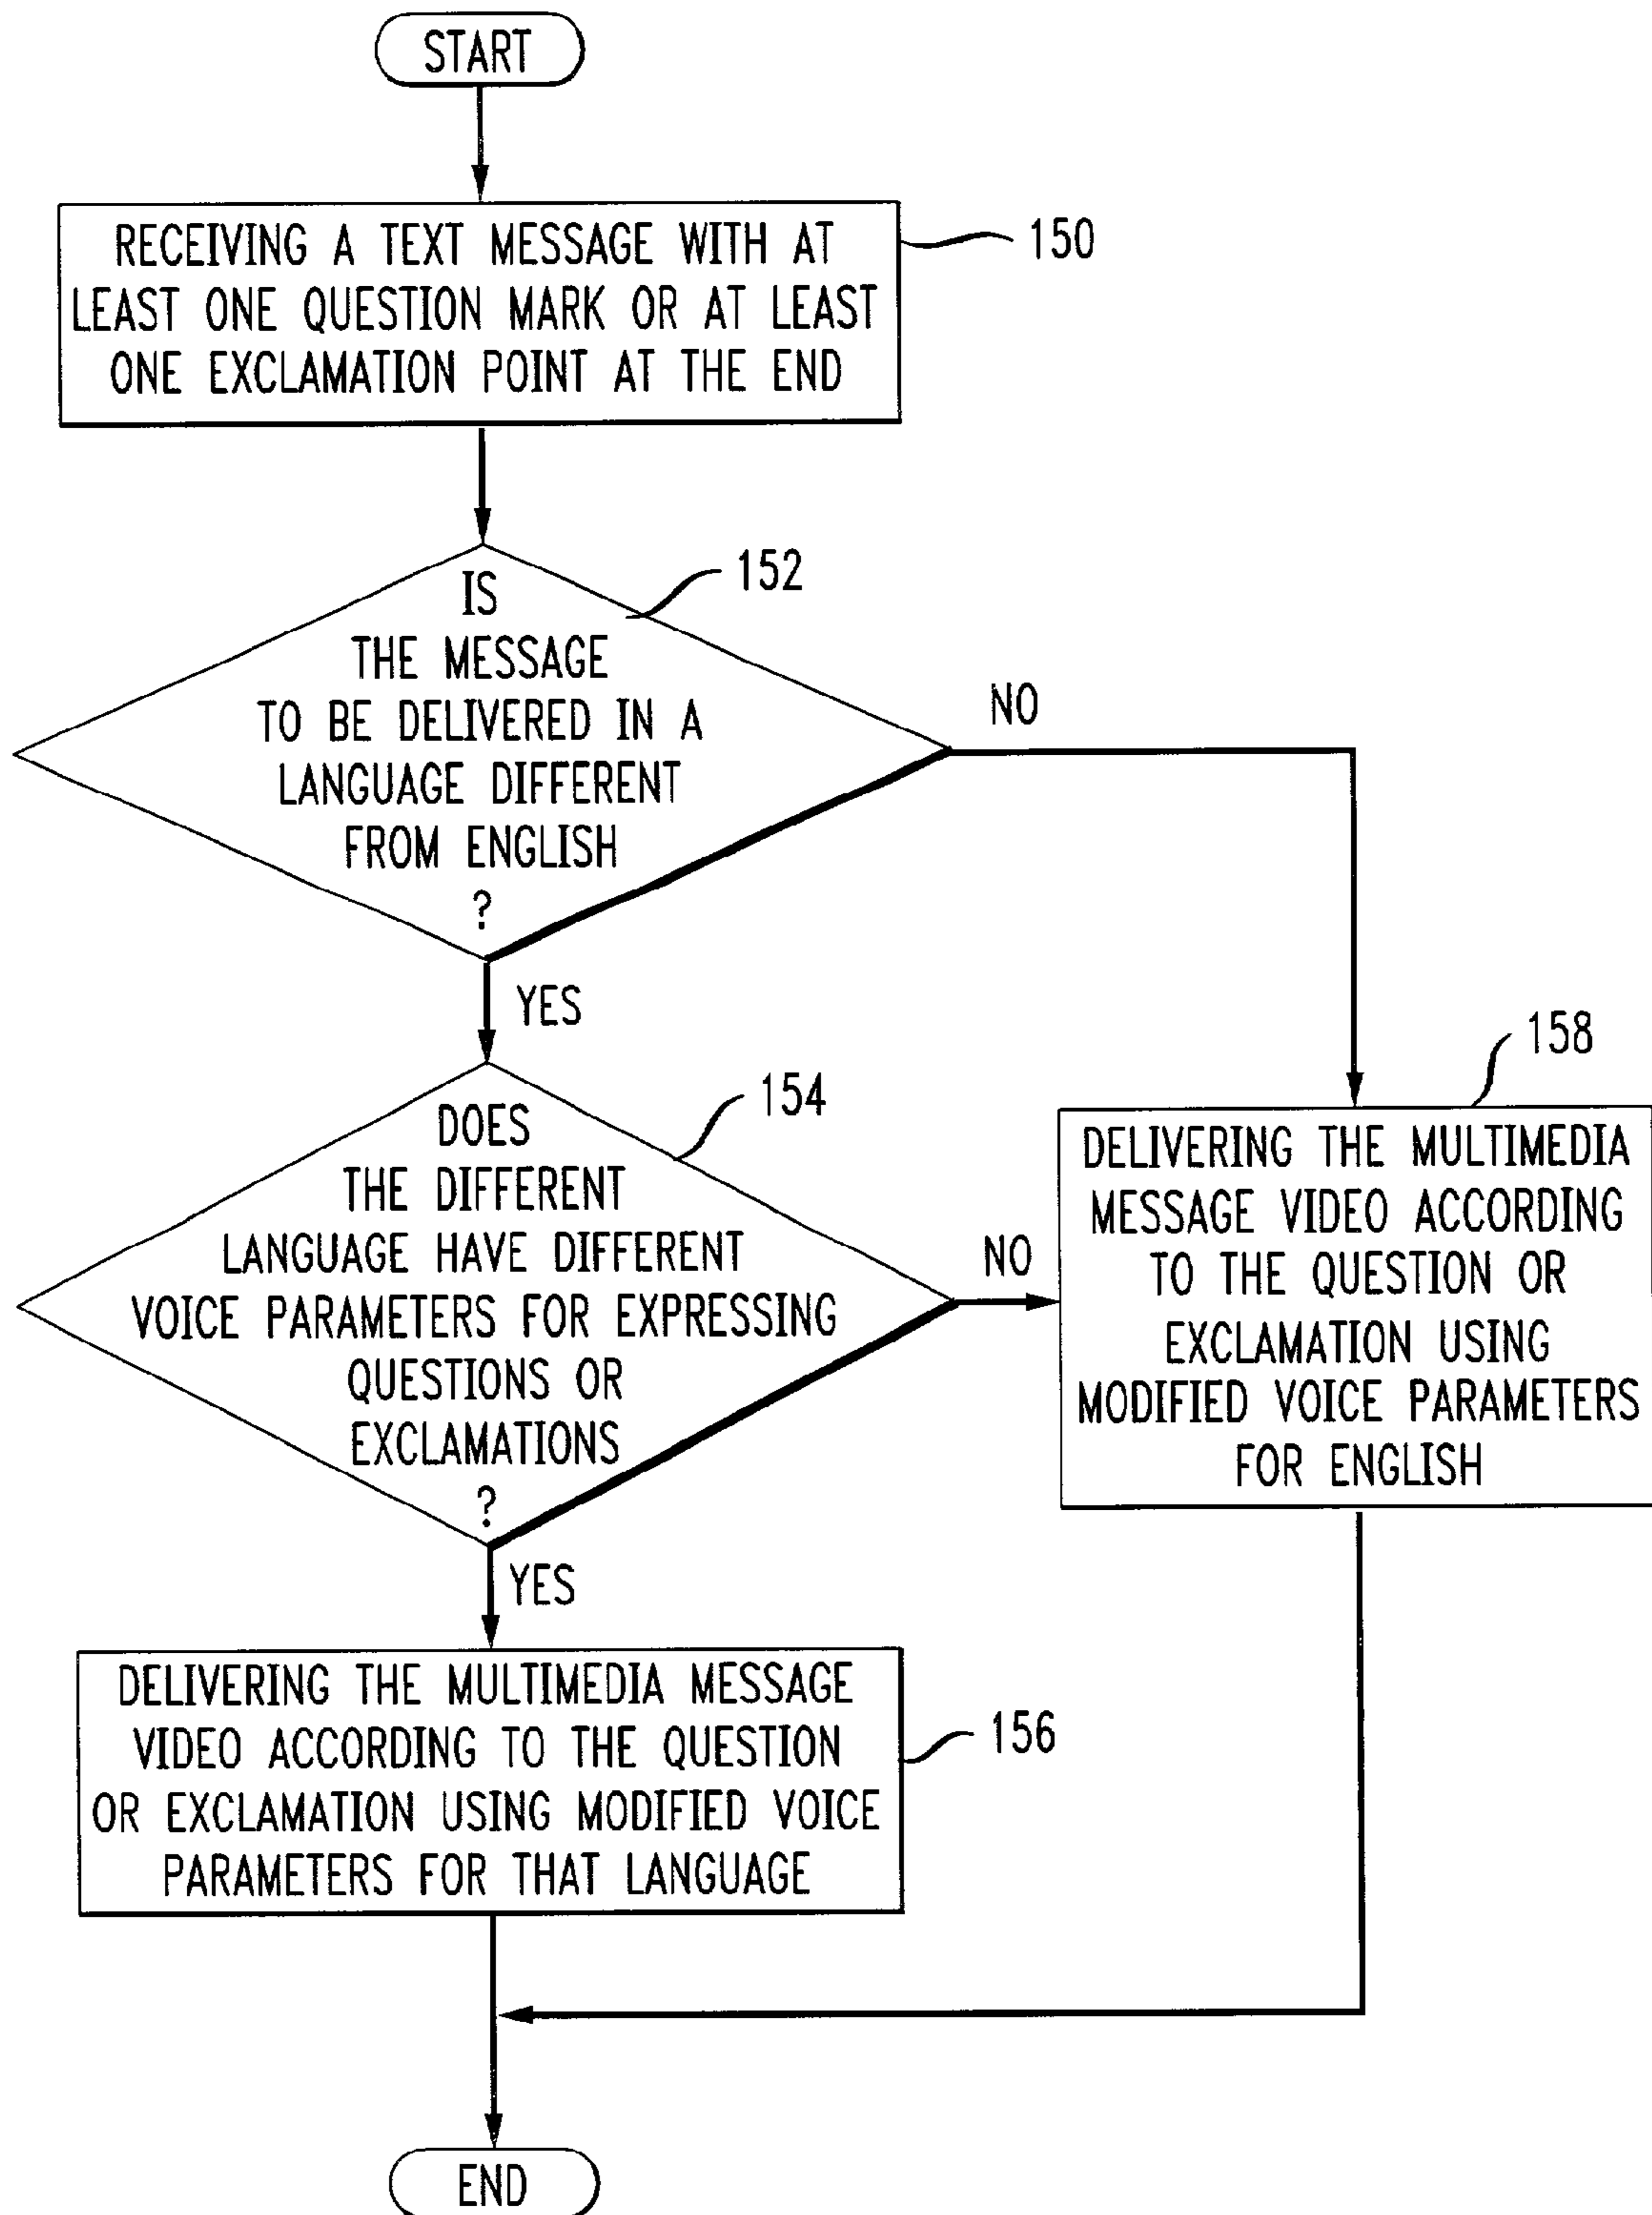 START
RECEIVING A TEXT MESSAGE WITH AT
LEAST ONE QUESTION MARK OR AT LEAST
ONE EXCLAMATION POINT AT THE END
150
IS
THE MESSAGE
TO BE DELIVERED IN A
LANGUAGE DIFFERENT
FROM ENGLISH
?
152
NO
YES
DOES
THE DIFFERENT
LANGUAGE HAVE DIFFERENT
VOICE PARAMETERS FOR EXPRESSING
QUESTIONS OR
EXCLAMATIONS
?
154
NO
YES
158
DELIVERING THE MULTIMEDIA
MESSAGE VIDEO ACCORDING
TO THE QUESTION OR
EXCLAMATION USING
MODIFIED VOICE PARAMETERS
FOR ENGLISH
DELIVERING THE MULTIMEDIA MESSAGE
VIDEO ACCORDING TO THE QUESTION
OR EXCLAMATION USING MODIFIED VOICE
PARAMETERS FOR THAT LANGUAGE
156
END